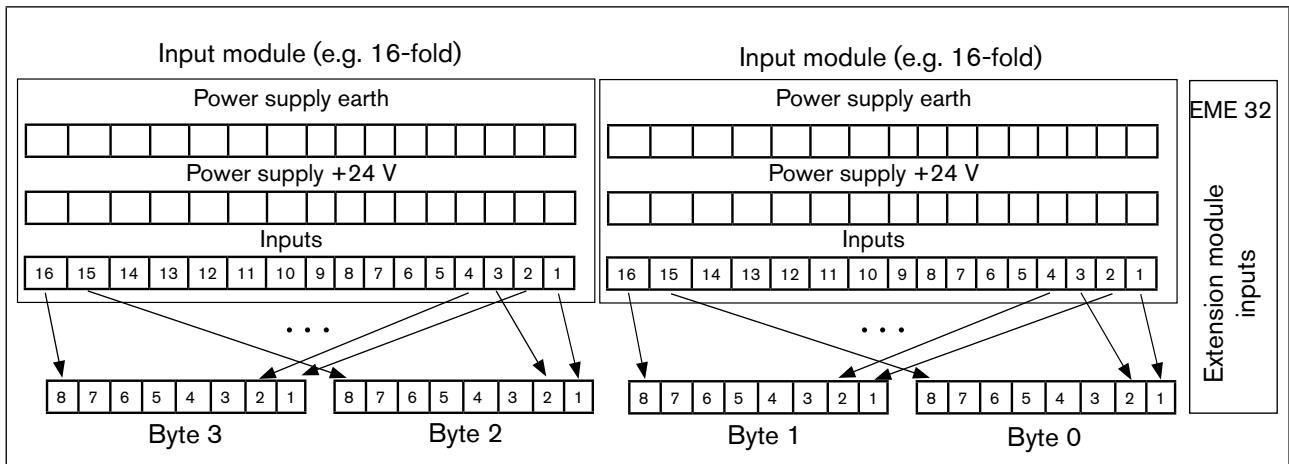 Input module (e.g. 16-fold)
Power supply earth
Power supply +24 V
Inputs
16 15 14 13 12 11 10 9 8 7 6 5 4 3 2 1
...
8 7 6 5 4 3 2 1
8 7 6 5 4 3 2 1
Byte 3
Byte 2
Input module (e.g. 16-fold)
Power supply earth
Power supply +24 V
Inputs
16 15 14 13 12 11 10 9 8 7 6 5 4 3 2 1
...
8 7 6 5 4 3 2 1
8 7 6 5 4 3 2 1
Byte 1
Byte 0
EME 32
Extension module
inputs